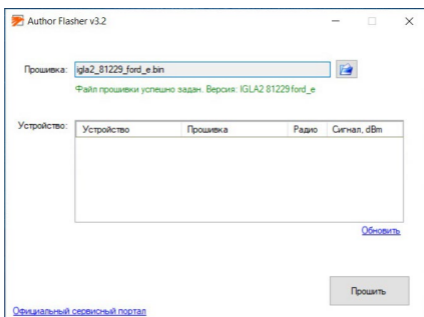 Author Flasher v3.2
Прошивка: igla2_81229_ford_e.bin
Файл прошивки успешно задан. Версия: IGLA2 81229 ford_e
Устройство: Устройство Прошивка Радио Сигнал, dBm
Обновить
Прошить
Официальный сервисный портал